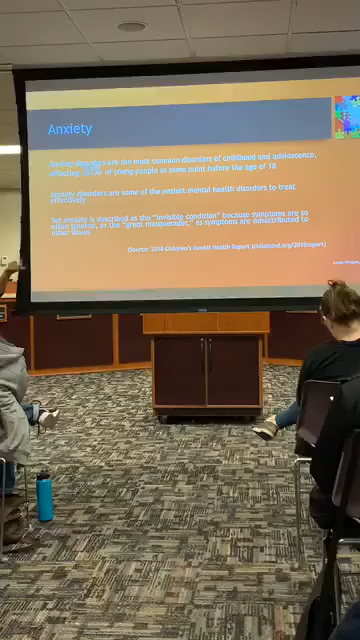 Anxiety
Anxiety disorders are the most common disorders of childhood and adolescence,
affecting of young people at some point before the age of 18
Anxiety disorders are some of the easiest mental health disorders to treat
effectively
Yet anxiety is described as the "invisible condition" because symptoms are so
often ignored, or the "great masquerader," as symptoms are misattributed to
other issues
(Source: 2018 Children's Mental Health Report (childmind.org/2018report)